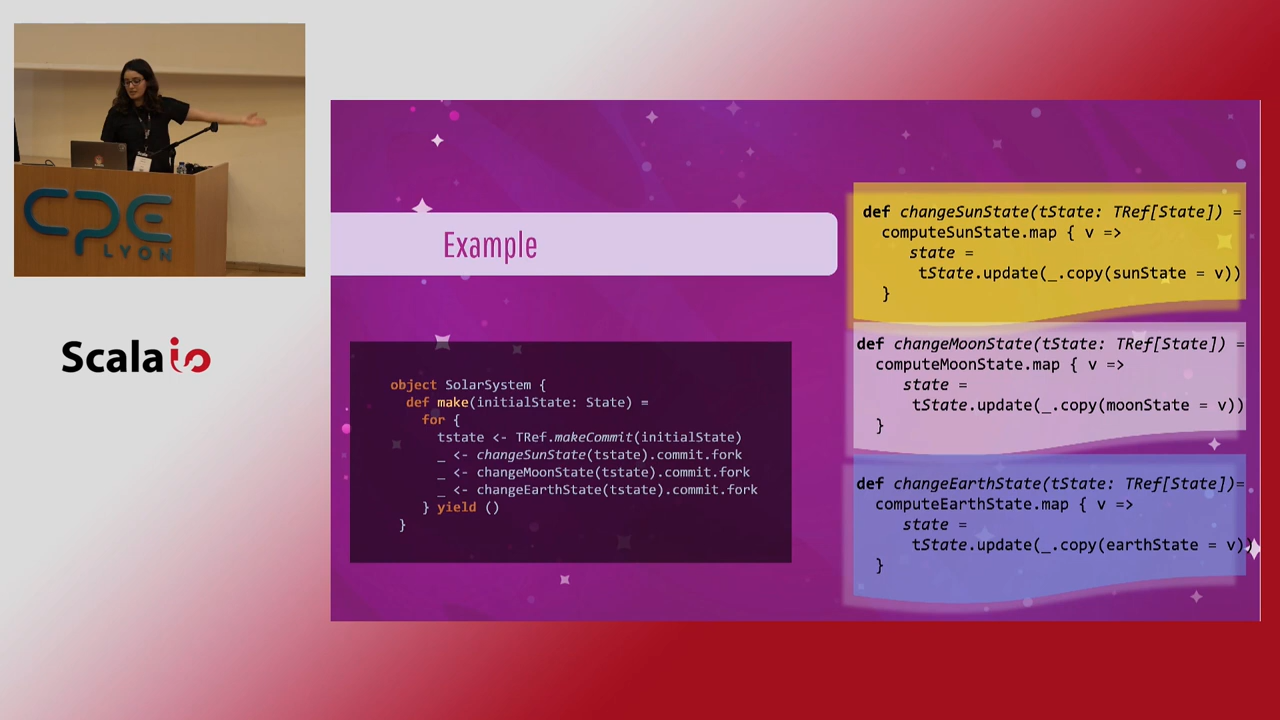 CPE
LYON
Scala io
Example
object SolarSystem {
def make(initialState: State) =
for {
tstate <- TRef.makeCommit(initialState)
_ <- changeSunState(tstate).commit.fork
_ <- changeMoonState(tstate).commit.fork
_ <- changeEarthState(tstate).commit.fork
} yield ()
}
def changeSunState(tState: TRef[State]) =
computeSunState.map { v =>
state =
tState.update(_.copy(sunState = v))
}
def changeMoonState(tState: TRef[State]) =
computeMoonState.map { v =>
state =
tState.update(_.copy(moonState = v))
}
def changeEarthState(tState: TRef[State])=
computeEarthState.map { v =>
state =
tState.update(_.copy(earthState = v))
}